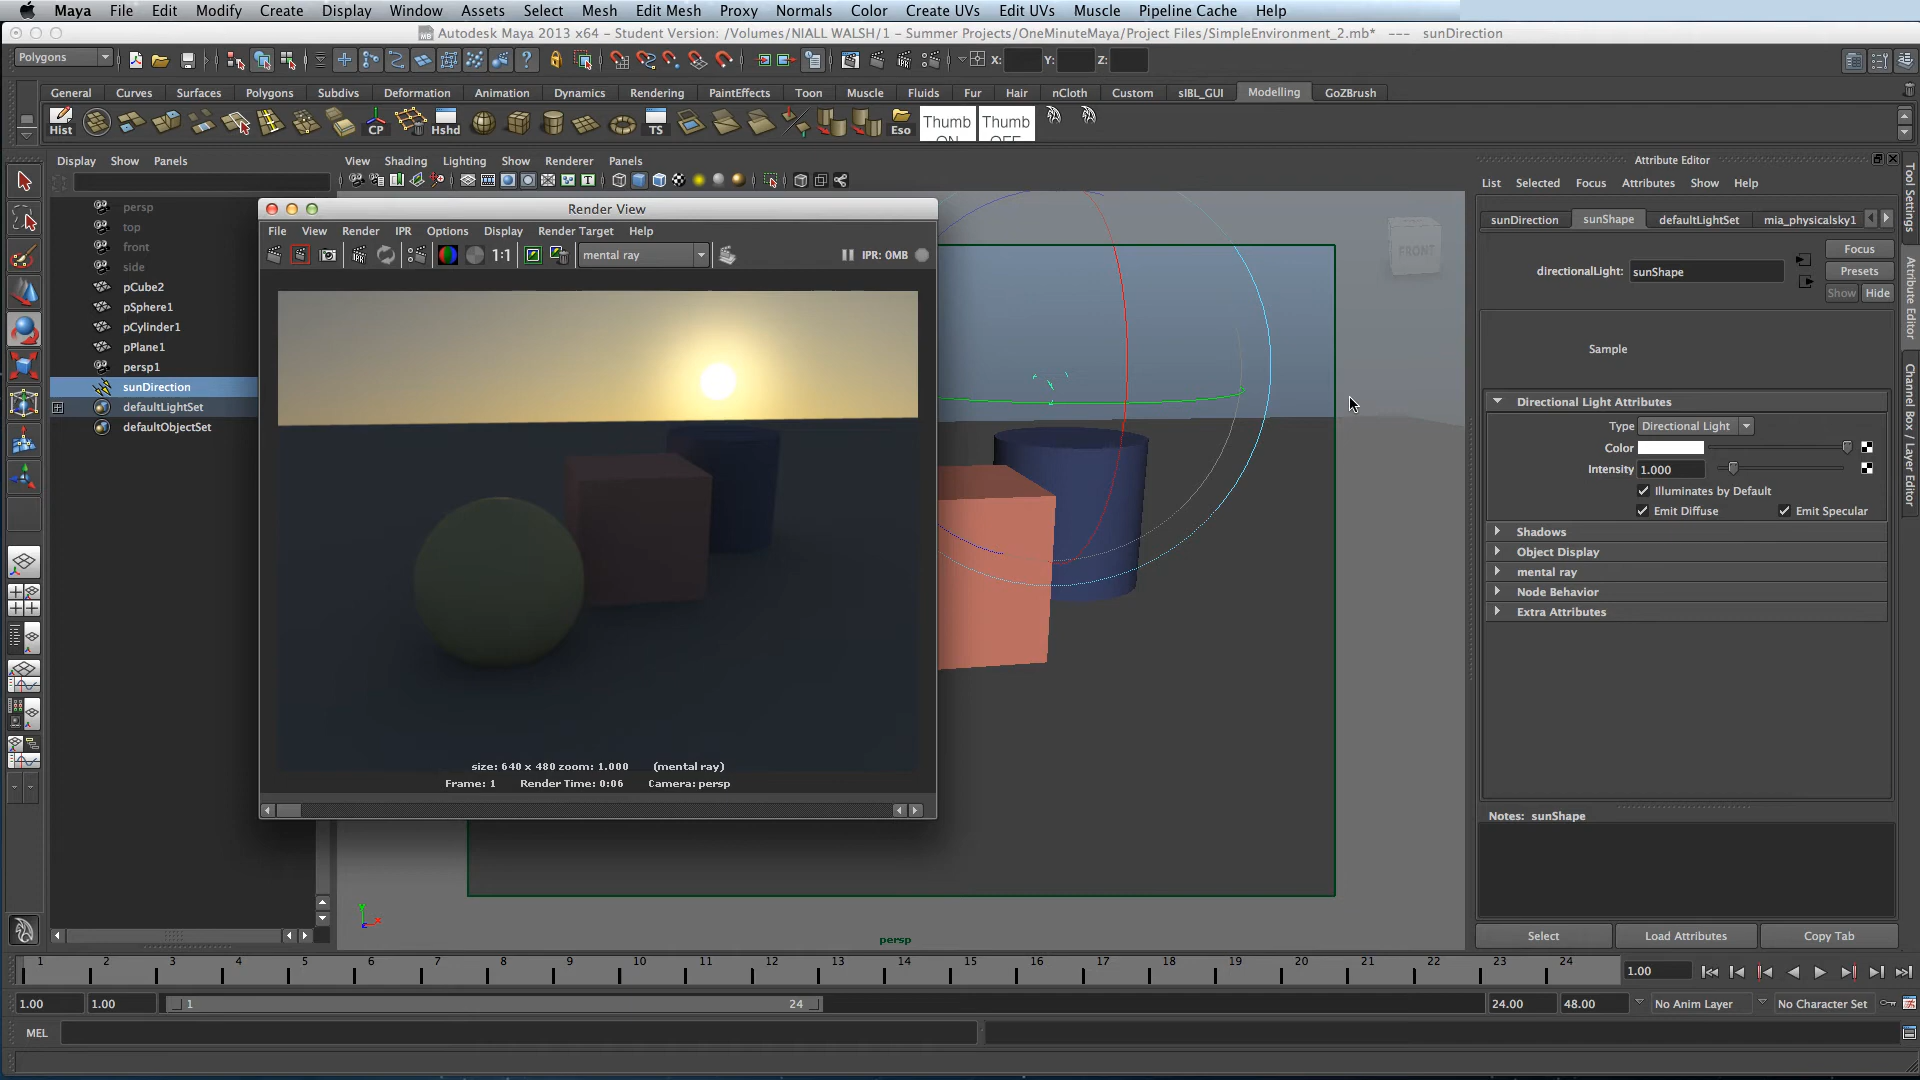 Maya File Edit Modify Create Display Window Assets Select Mesh Edit Mesh Proxy Normals Color Create UVs Edit UVs Muscle Pipeline Cache Help
Autodesk Maya 2013 x64 - Student Version: /Volumes/NIALL WALSH/1 - Summer Projects/OneMinuteMaya/Project Files/SimpleEnvironment_2.mb* --- sunDirection
Polygons X: Y: Z:
General Curves Surfaces Polygons Subdivs Deformation Animation Dynamics Rendering PaintEffects Toon Muscle Fluids Fur Hair nCloth Custom sIBL_GUI Modelling GoZBrush
Hist CP Hshd TS Eso Thumb ON Thumb OFF
Display Show Panels
View Shading Lighting Show Renderer Panels
Attribute Editor
List Selected Focus Attributes Show Help
persp
top
front
side
pCube2
pSphere1
pCylinder1
pPlane1
persp1
sunDirection
defaultLightSet
defaultObjectSet
Render View
File View Render IPR Options Display Render Target Help
1:1 mental ray IPR: 0MB
size: 640 x 480 zoom: 1.000 (mental ray)
Frame: 1 Render Time: 0:06 Camera: persp
FRONT
persp
sunDirection sunShape defaultLightSet mia_physicalsky1
Focus
directionalLight: sunShape Presets
Show Hide
Sample
Directional Light Attributes
Type Directional Light
Color
Intensity 1.000
Illuminates by Default
Emit Diffuse Emit Specular
Shadows
Object Display
mental ray
Node Behavior
Extra Attributes
Notes: sunShape
Select Load Attributes Copy Tab
Tool Settings
Attribute Editor
Channel Box / Layer Editor
1 2 3 4 5 6 7 8 9 10 11 12 13 14 15 16 17 18 19 20 21 22 23 24 1.00
1.00 1.00 1 24 24.00 48.00 No Anim Layer No Character Set
MEL